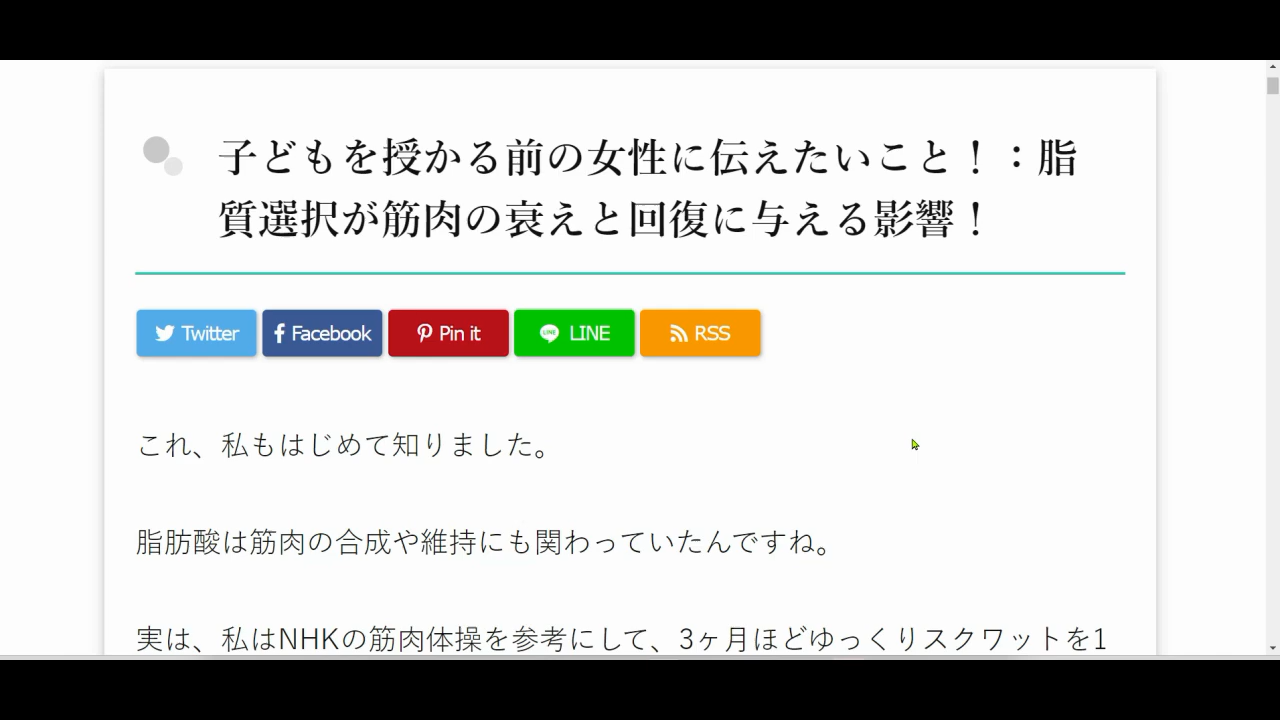 子どもを授かる前の女性に伝えたいこと！：脂
質選択が筋肉の衰えと回復に与える影響！
Twitter Facebook Pin it LINE RSS
これ、私もはじめて知りました。
脂肪酸は筋肉の合成や維持にも関わっていたんですね。
実は、私はNHKの筋肉体操を参考にして、3ヶ月ほどゆっくりスクワットを1